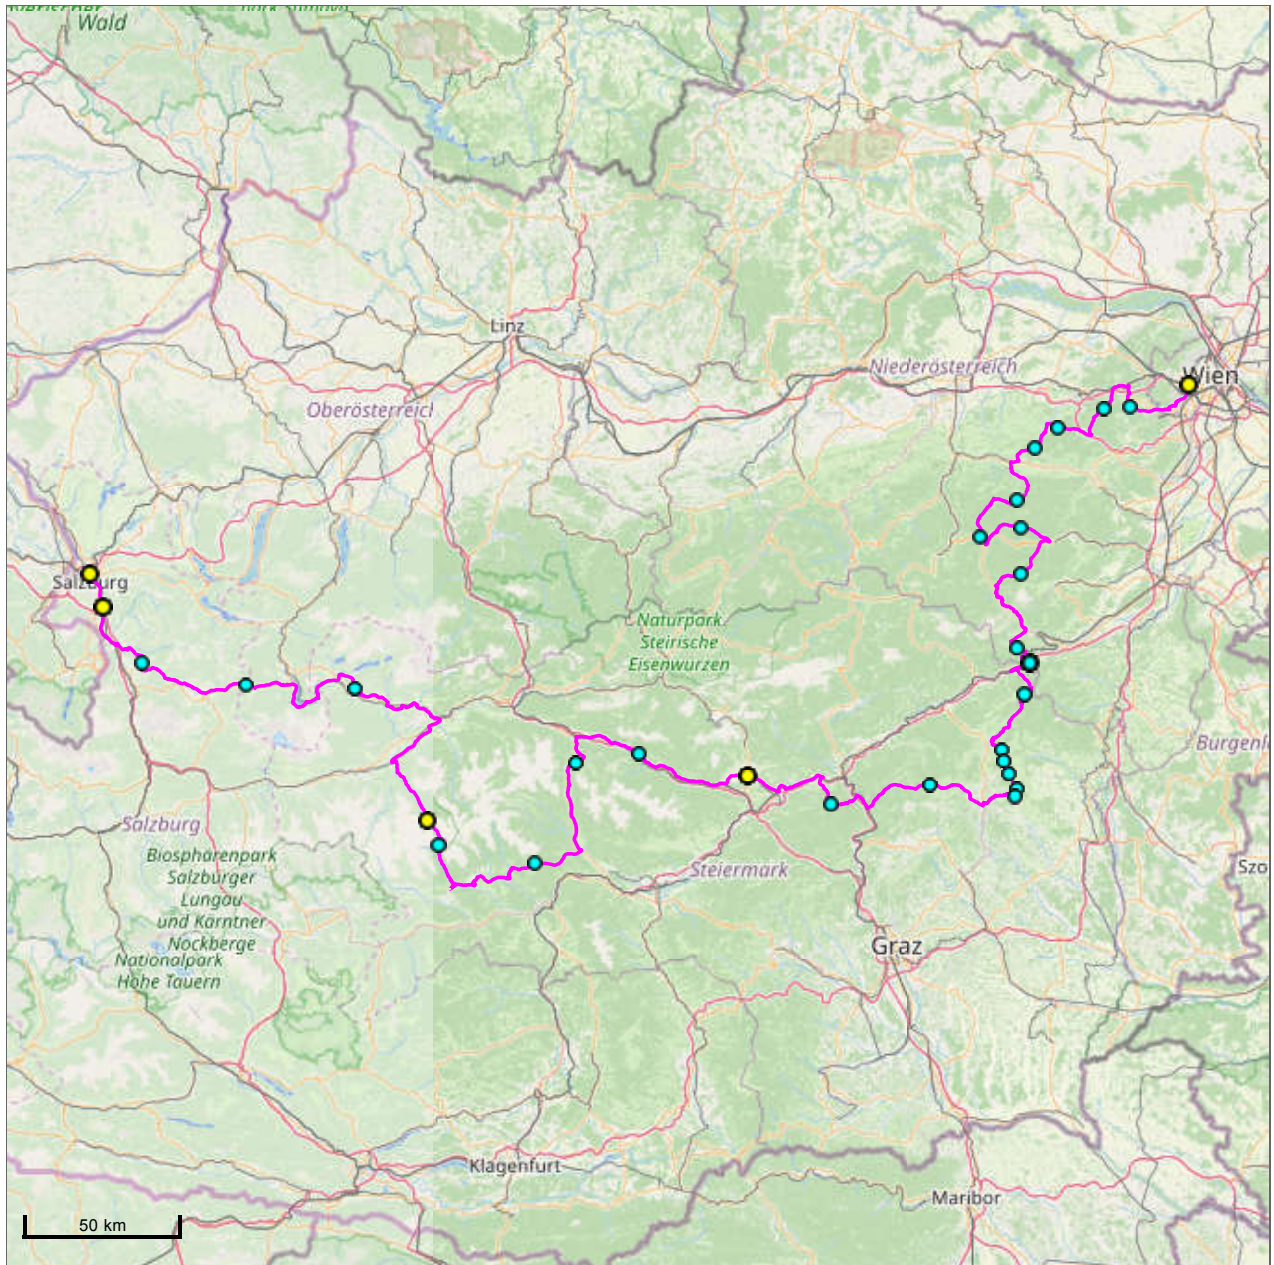 Wald
Linz
Niederösterreich
Wien
Oberösterreicl
Salzburg
Naturpark
Steirische
Eisenwurzen
Burgenl
Salzburg
Biosphärenpark
Salzburger
Lungau
und Kärntner
Nockberge
Nationalpark
Hohe Tauern
Steiermark
Szo
Graz
Klagenfurt
Maribor
50 km